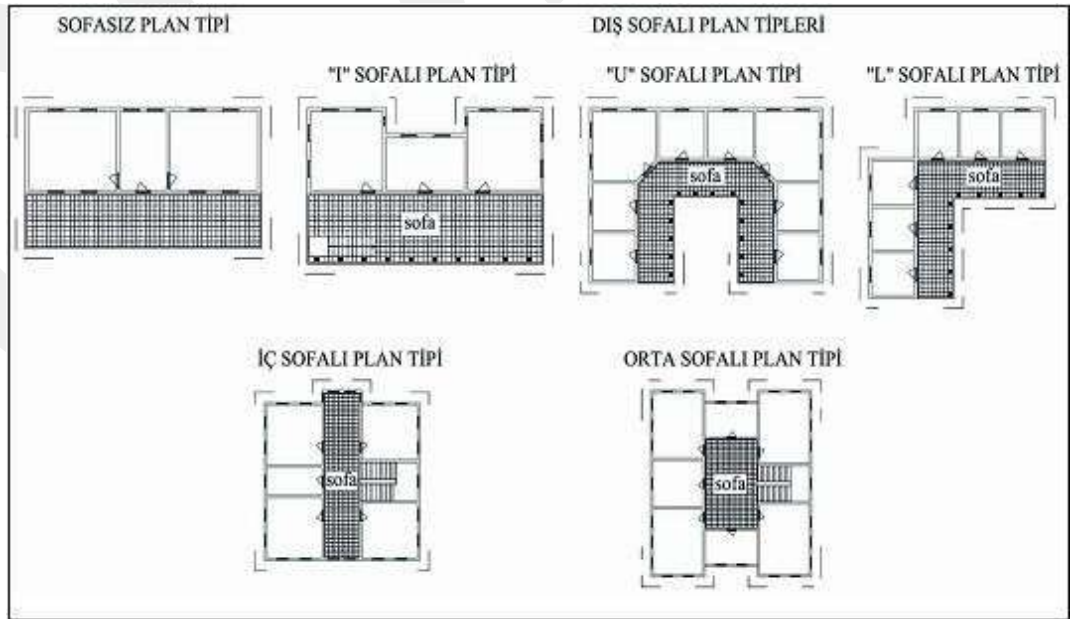 SOFASIZ PLAN TİPİ
DIŞ SOFALI PLAN TİPLERİ
"I" SOFALI PLAN TİPİ
"U" SOFALI PLAN TİPİ
"L" SOFALI PLAN TİPİ
sofa
sofa
sofa
İÇ SOFALI PLAN TİPİ
ORTA SOFALI PLAN TİPİ
sofa
sofa